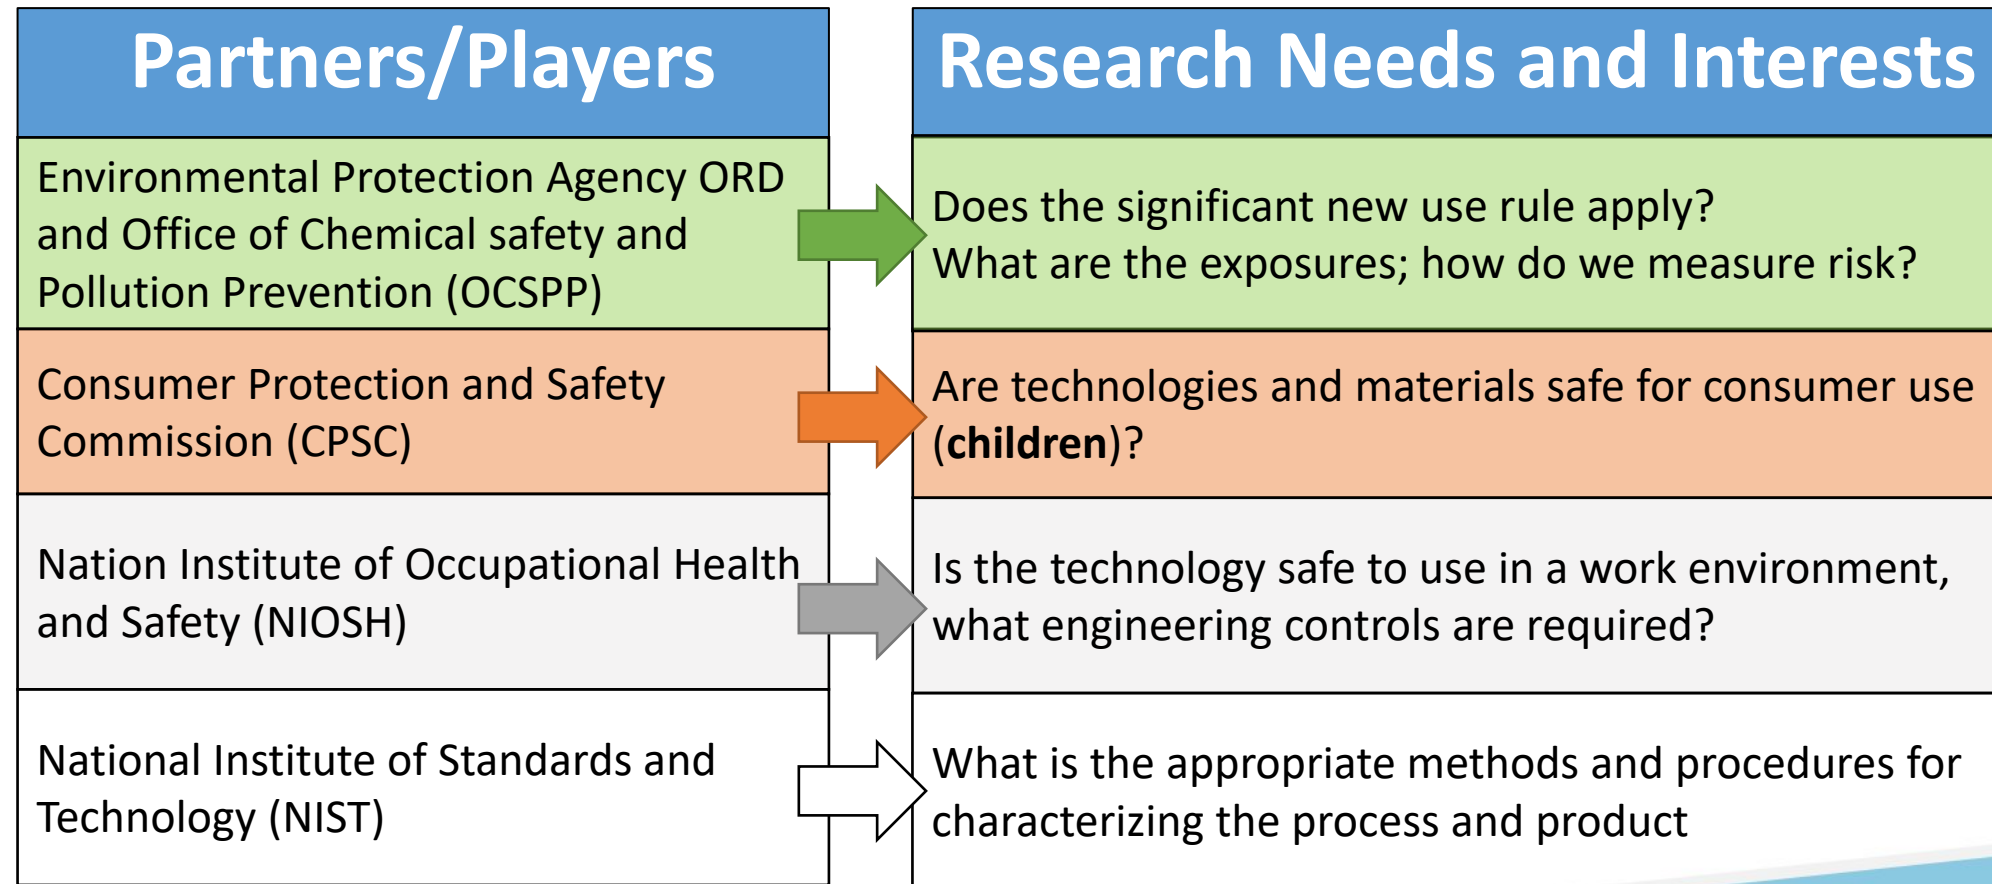 Partners/Players
Research Needs and Interests
Environmental Protection Agency ORD
and Office of Chemical safety and
Pollution Prevention (OCSPP)
Does the significant new use rule apply?
What are the exposures; how do we measure risk?
Consumer Protection and Safety
Commission (CPSC)
Are technologies and materials safe for consumer use
(children)?
Nation Institute of Occupational Health
and Safety (NIOSH)
Is the technology safe to use in a work environment,
what engineering controls are required?
National Institute of Standards and
Technology (NIST)
What is the appropriate methods and procedures for
characterizing the process and product